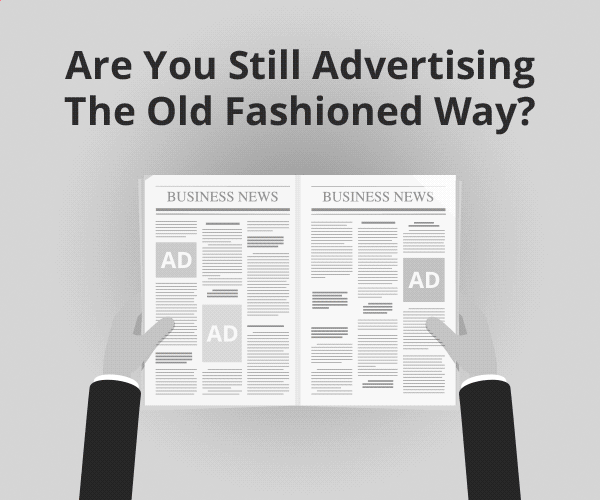 Are You Still Advertising
The Old Fashioned Way?
BUSINESS NEWS
AD
AD
BUSINESS NEWS
AD